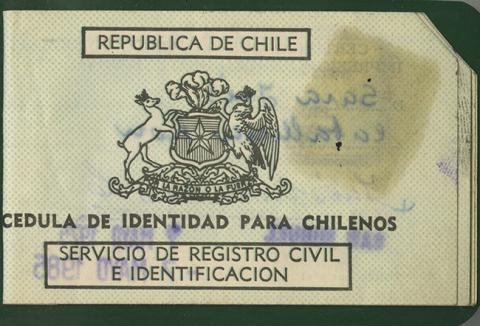 REPUBLICA DE CHILE
POR LA RAZON O LA FUERZA
CEDULA DE IDENTIDAD PARA CHILENOS
SERVICIO DE REGISTRO CIVIL
E IDENTIFICACION